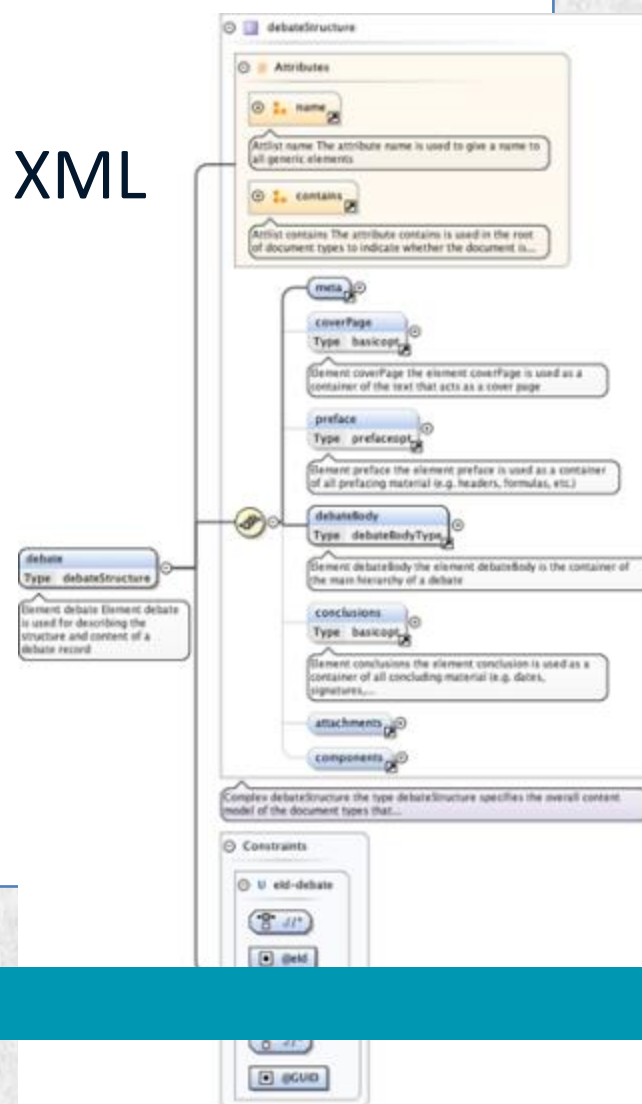 XML
debateStructure
Attributes
name
Attlist name The attribute name is used to give a name to
all generic elements
contains
Attlist contains The attribute contains is used in the root
of document types to indicate whether the document is...
meta
coverPage
Type basicopt
Element coverPage the element coverPage is used as a
container of the text that acts as a cover page
preface
Type prefaceopt
Element preface the element preface is used as a container
of all prefacing material (e.g. headers, formulas, etc.)
debateBody
Type debateBodyType
Element debateBody the element debateBody is the container of
the main hierarchy of a debate
debate
Type debateStructure
Element debate Element debate
is used for describing the
structure and content of a
debate record
conclusions
Type basicopt
Element conclusions the element conclusion is used as a
container of all concluding material (e.g. dates,
signatures,...
attachments
components
Complex debateStructure the type debateStructure specifies the overall content
model of the document types that...
Constraints
U eId-debate
.//*
@eId
@GUID